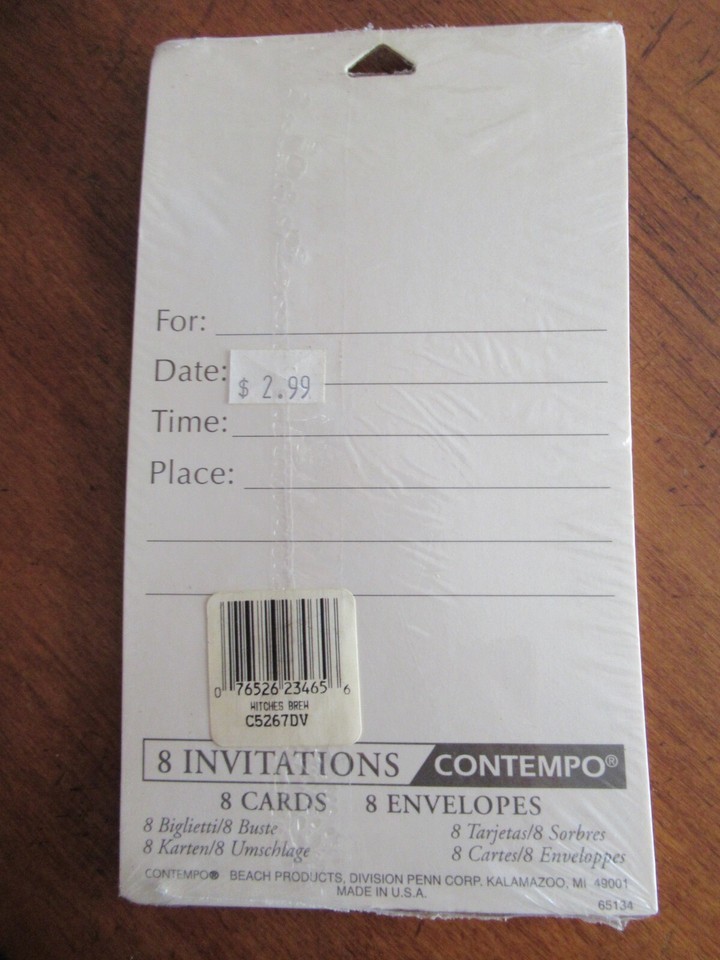 For:
Date:
$ 2.99
Time:
Place:
0 76526 23465 6
WITCHES BREW
C5267DV
8 INVITATIONS CONTEMPO®
8 CARDS 8 ENVELOPES
8 Biglietti/8 Buste 8 Tarjetas/8 Sorbres
8 Karten/8 Umschlage 8 Cartes/8 Enveloppes
CONTEMPO® BEACH PRODUCTS, DIVISION PENN CORP. KALAMAZOO, MI 49001
MADE IN U.S.A.
65134